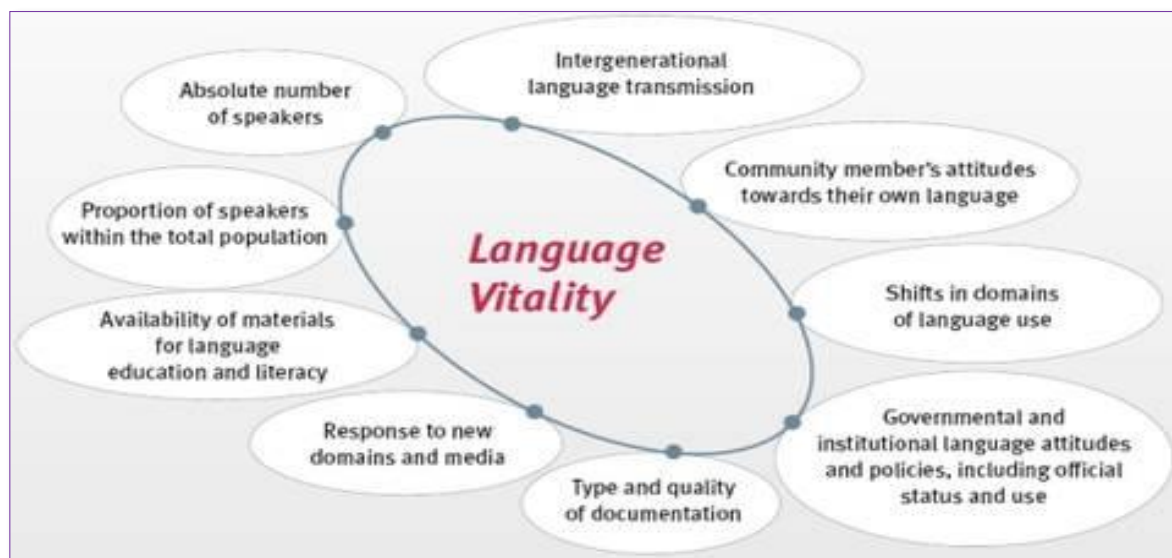 Absolute number
of speakers
Intergenerational
language transmission
Community member's attitudes
towards their own language
Proportion of speakers
within the total population
Language
Vitality
Shifts in domains
of language use
Availability of materials
for language
education and literacy
Governmental and
institutional language attitudes
and policies, including official
status and use
Response to new
domains and media
Type and quality
of documentation